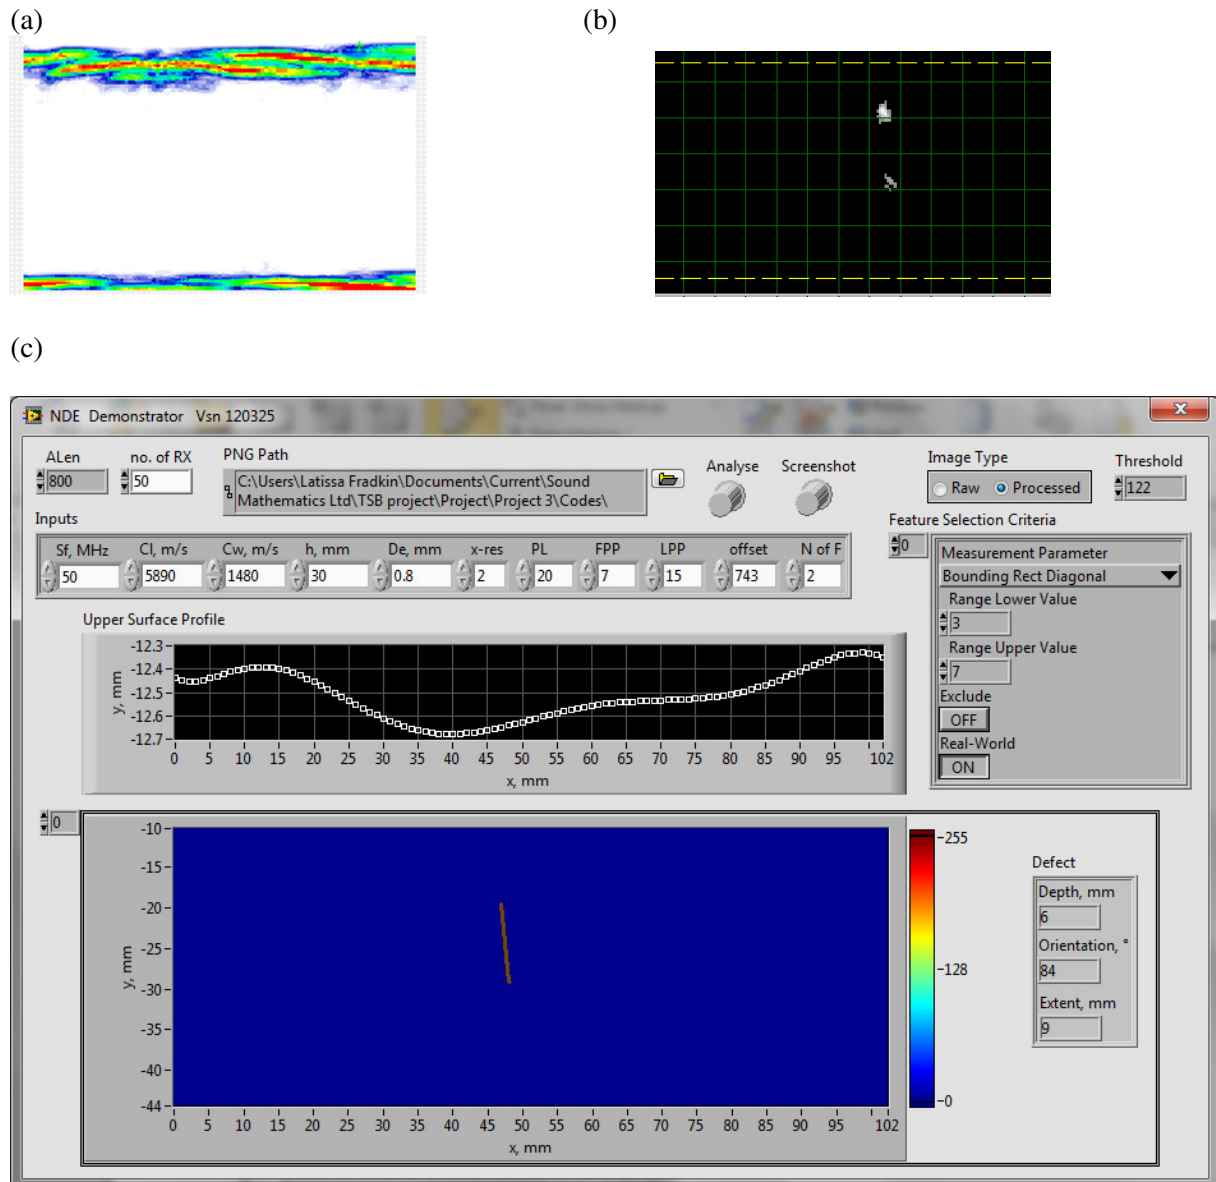 (a)
(b)
(c)
NDE Demonstrator Vsn 120325
ALen
no. of RX
PNG Path
Analyse
Screenshot
Image Type
Threshold
800
50
C:\Users\Latissa Fradkin\Documents\Current\Sound
Mathematics Ltd\TSB project\Project\Project 3\Codes\
Raw
Processed
122
Inputs
Feature Selection Criteria
Sf, MHz
Cl, m/s
Cw, m/s
h, mm
De, mm
x-res
PL
FPP
LPP
offset
N of F
50
5890
1480
30
0.8
2
20
7
15
743
2
0
Measurement Parameter
Bounding Rect Diagonal
Range Lower Value
3
Range Upper Value
7
Exclude
OFF
Real-World
ON
Upper Surface Profile
-12.3
-12.4
-12.5
-12.6
-12.7
y, mm
0 5 10 15 20 25 30 35 40 45 50 55 60 65 70 75 80 85 90 95 102
x, mm
0
-10
-15
-20
-25
-30
-35
-40
-44
y, mm
0 5 10 15 20 25 30 35 40 45 50 55 60 65 70 75 80 85 90 95 102
x, mm
-255
-128
-0
Defect
Depth, mm
6
Orientation, °
84
Extent, mm
9